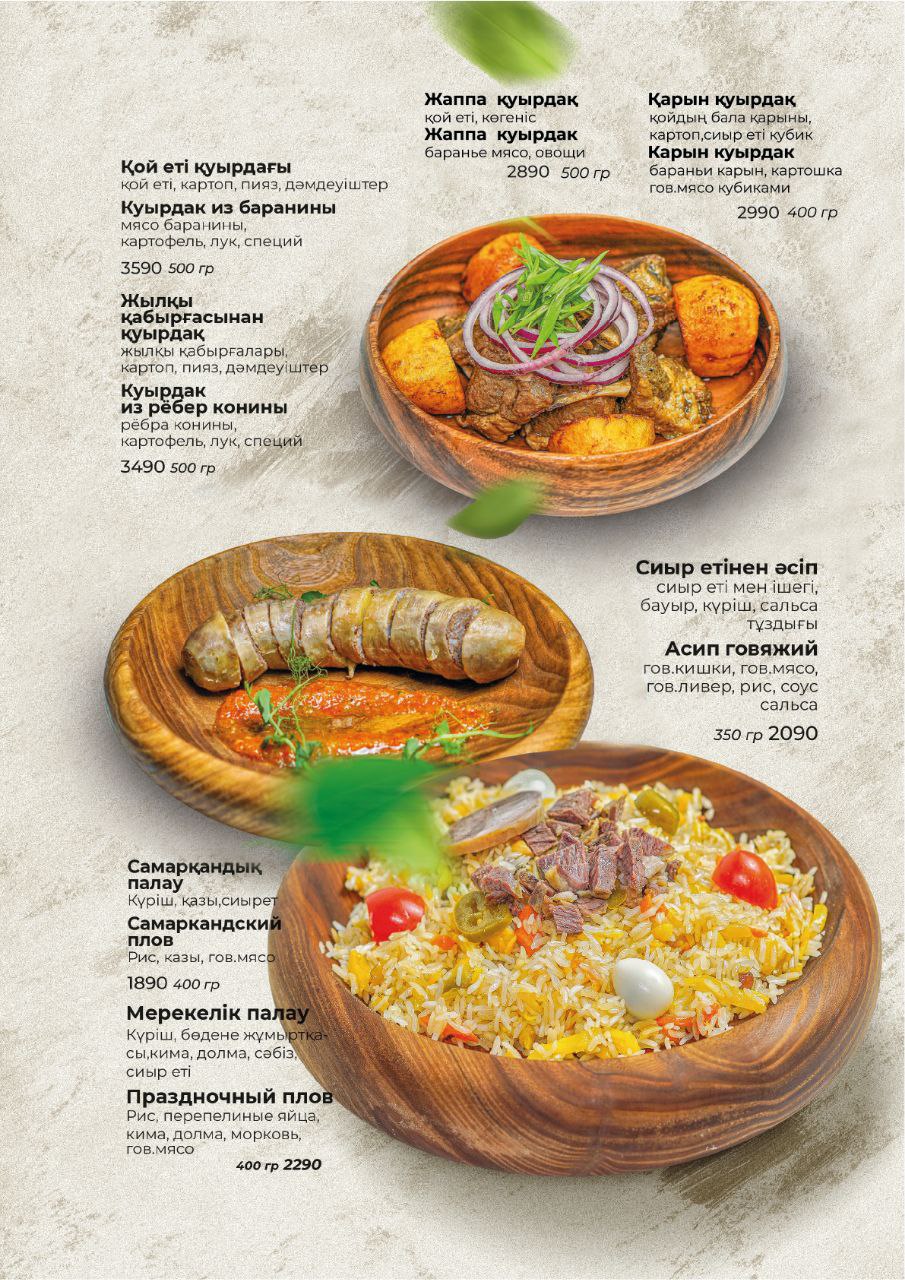 Жаппа қуырдақ
қой еті, көгеніс
Жаппа куырдак
баранье мясо, овощи
2890 500 гр
Қарын қуырдақ
қойдың бала қарыны,
картоп,сиыр еті кубик
Карын куырдак
бараньи карын, картошка
гов.мясо кубиками
2990 400 гр
Қой еті қуырдағы
қой еті, картоп, пияз, дәмдеуіштер
Куырдак из баранины
мясо баранины,
картофель, лук, специй
3590 500 гр
Жылқы
қабырғасынан
қуырдақ
жылқы қабырғалары,
картоп, пияз, дәмдеуіштер
Куырдак
из рёбер конины
рёбра конины,
картофель, лук, специй
3490 500 гр
Сиыр етінен әсіп
сиыр еті мен ішегі,
бауыр, күріш, сальса
тұздығы
Асип говяжий
гов.кишки, гов.мясо,
гов.ливер, рис, соус
сальса
350 гр 2090
Самарқандық
палау
Күріш, қазы,сиырет
Самаркандский
плов
Рис, казы, гов.мясо
1890 400 гр
Мерекелік палау
Күріш, бөдене жұмыртқа-
сы,кима, долма, сәбіз,
сиыр еті
Праздночный плов
Рис, перепелиные яйца,
кима, долма, морковь,
гов.мясо
400 гр 2290